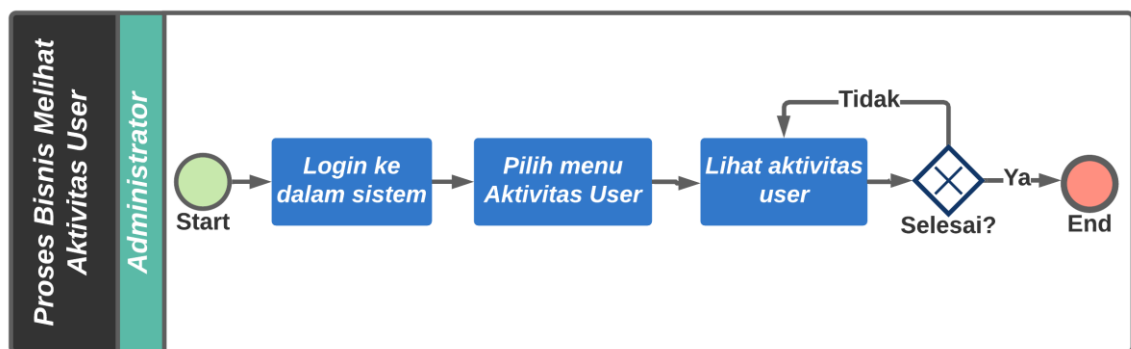 Proses Bisnis Melihat
Aktivitas User
Administrator
Start
Login ke
dalam sistem
Pilih menu
Aktivitas User
Lihat aktivitas
user
Tidak
Selesai?
Ya
End